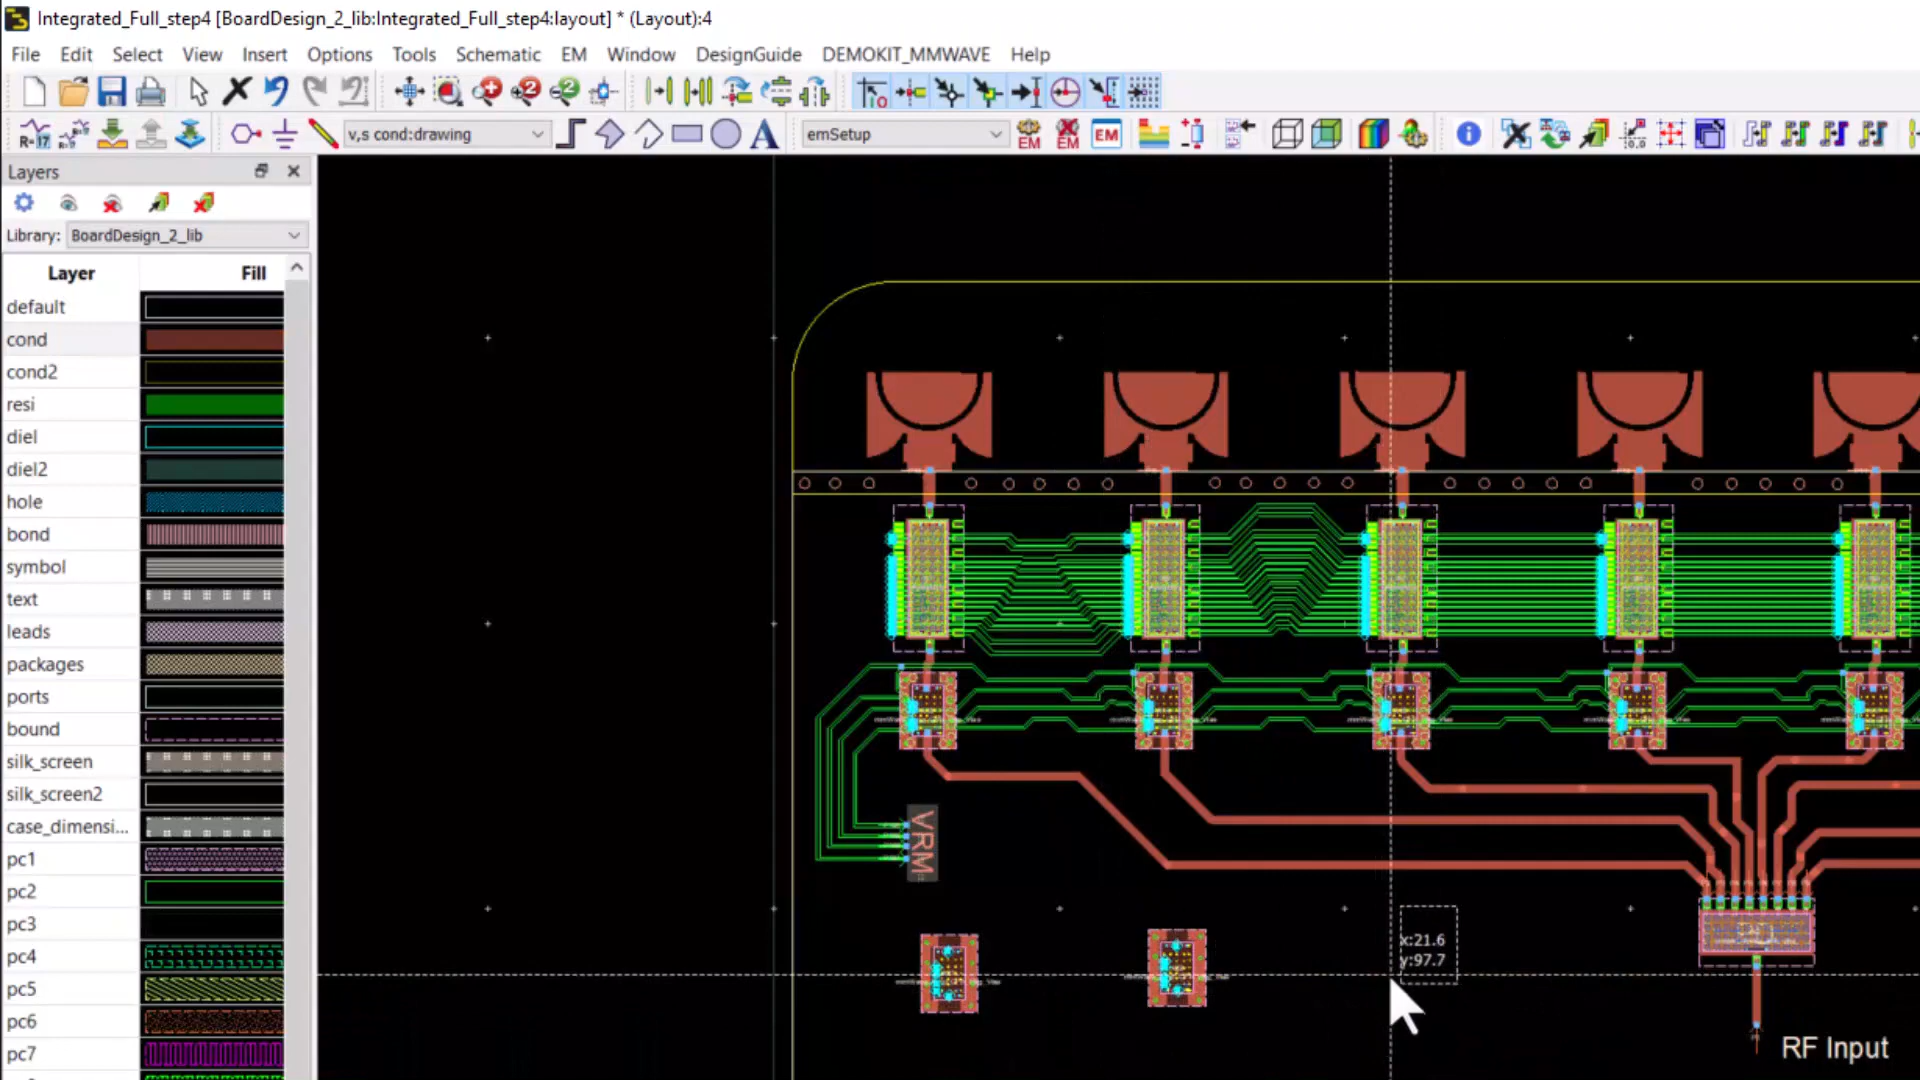 Integrated_Full_step4 [BoardDesign_2_lib:Integrated_Full_step4:layout] * (Layout):4
File Edit Select View Insert Options Tools Schematic EM Window DesignGuide DEMOKIT_MMWAVE Help
v,s cond:drawing
emSetup
EM
EM
EM
Layers
Library: BoardDesign_2_lib
Layer Fill
default
cond
cond2
resi
diel
diel2
hole
bond
symbol
text
leads
packages
ports
bound
silk_screen
silk_screen2
case_dimensi...
pc1
pc2
pc3
pc4
pc5
pc6
pc7
VRM
x:21.6
y:97.7
RF Input